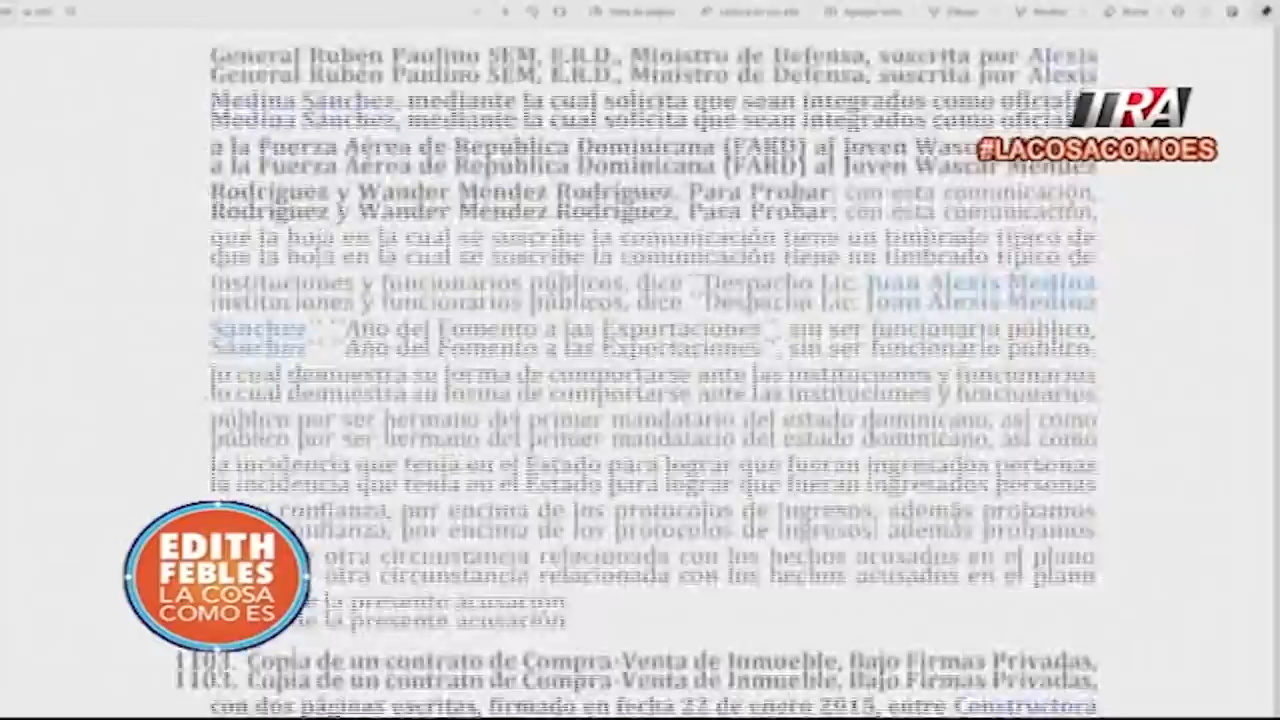 General Rubén Paulino SEM, E.R.D., Ministro de Defensa, suscrita por Alexis
Medina Sánchez, mediante la cual solicita que sean integrados como oficiales
TRA
#LACOSACOMOES
a la Fuerza Aérea de República Dominicana (FARD) al joven Wascar Méndez
Rodríguez y Wander Méndez Rodríguez. Para Probar: con esta comunicación,
que la hoja en la cual se suscribe la comunicación tiene un timbrado típico de
instituciones y funcionarios públicos, dice ¨Despacho Lic. Juan Alexis Medina
Sánchez¨ ¨Año del Fomento a las Exportaciones¨, sin ser funcionario público,
lo cual demuestra su forma de comportarse ante las instituciones y funcionarios
público por ser hermano del primer mandatario del estado dominicano, así como
la incidencia que tenía en el Estado para lograr que fueran ingresados personas
confianza, por encima de los protocolos de ingresos, además probamos
otra circunstancia relacionada con los hechos acusados en el plano
de la presente acusación
EDITH
FEBLES
LA COSA
COMO ES
1101. Copia de un contrato de Compra-Venta de Inmueble, Bajo Firmas Privadas,
con dos páginas escritas, firmado en fecha 22 de enero 2015, entre Constructora